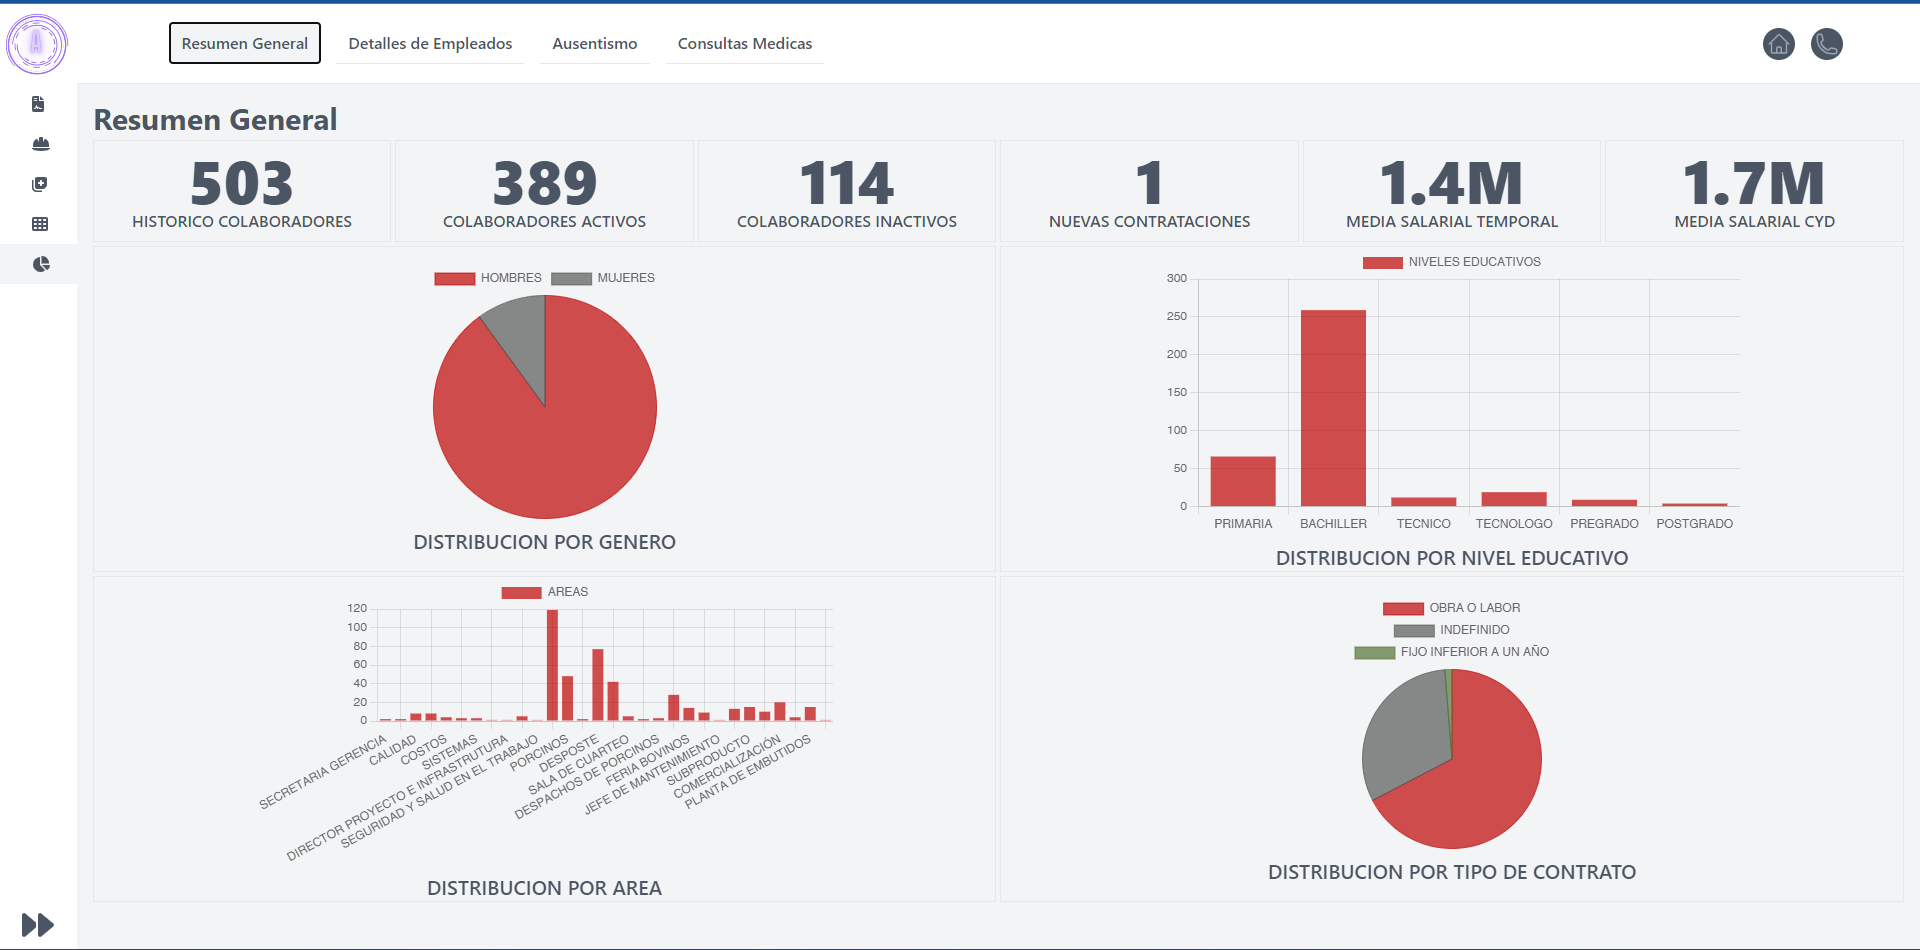 A
Resumen General
Detalles de Empleados
Ausentismo
Consultas Medicas
Resumen General
503
HISTORICO COLABORADORES
389
COLABORADORES ACTIVOS
114
COLABORADORES INACTIVOS
1
NUEVAS CONTRATACIONES
1.4M
MEDIA SALARIAL TEMPORAL
1.7M
MEDIA SALARIAL CYD
HOMBRES
MUJERES
DISTRIBUCION POR GENERO
NIVELES EDUCATIVOS
300
250
200
150
100
50
0
PRIMARIA
BACHILLER
TECNICO
TECNOLOGO
PREGRADO
POSTGRADO
DISTRIBUCION POR NIVEL EDUCATIVO
AREAS
120
100
80
60
40
20
0
SECRETARIA GERENCIA
CALIDAD
COSTOS
SISTEMAS
DIRECTOR PROYECTO E INFRASTRUTURA
SEGURIDAD Y SALUD EN EL TRABAJO
PORCINOS
DESPOSTE
SALA DE CUARTEO
DESPACHOS DE PORCINOS
FERIA BOVINOS
JEFE DE MANTENIMIENTO
SUBPRODUCTO
COMERCIALIZACIÓN
PLANTA DE EMBUTIDOS
DISTRIBUCION POR AREA
OBRA O LABOR
INDEFINIDO
FIJO INFERIOR A UN AÑO
DISTRIBUCION POR TIPO DE CONTRATO